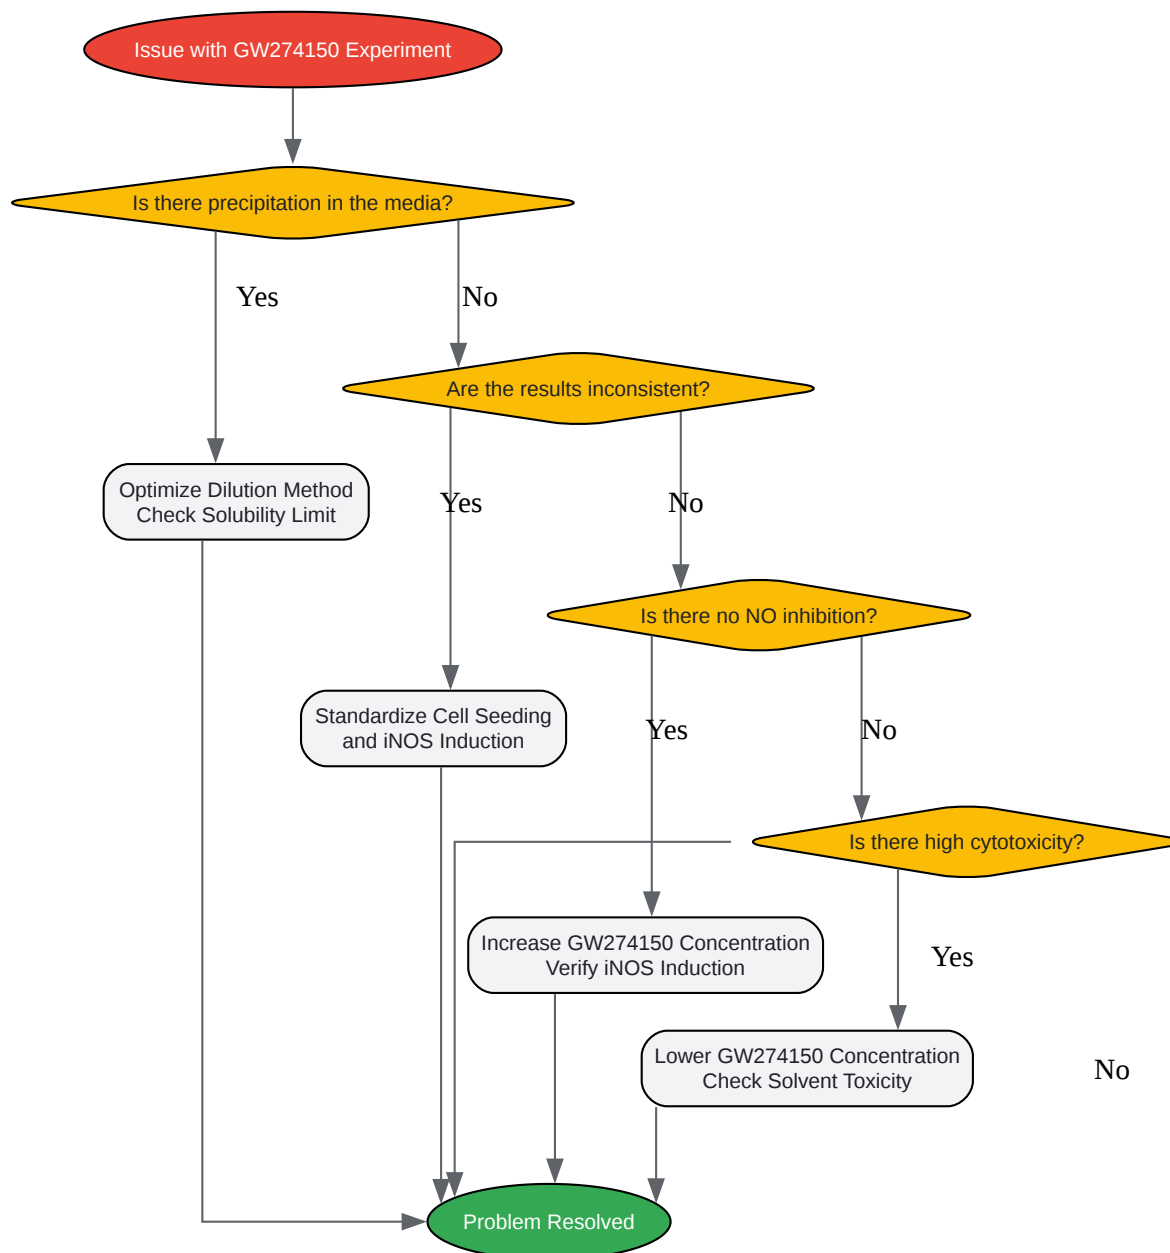 Issue with GW274150 Experiment
Is there precipitation in the media?
Yes
No
Are the results inconsistent?
Optimize Dilution Method
Check Solubility Limit
Yes
No
Is there no NO inhibition?
Standardize Cell Seeding
and iNOS Induction
Yes
No
Is there high cytotoxicity?
Increase GW274150 Concentration
Verify iNOS Induction
Yes
Lower GW274150 Concentration
Check Solvent Toxicity
No
Problem Resolved